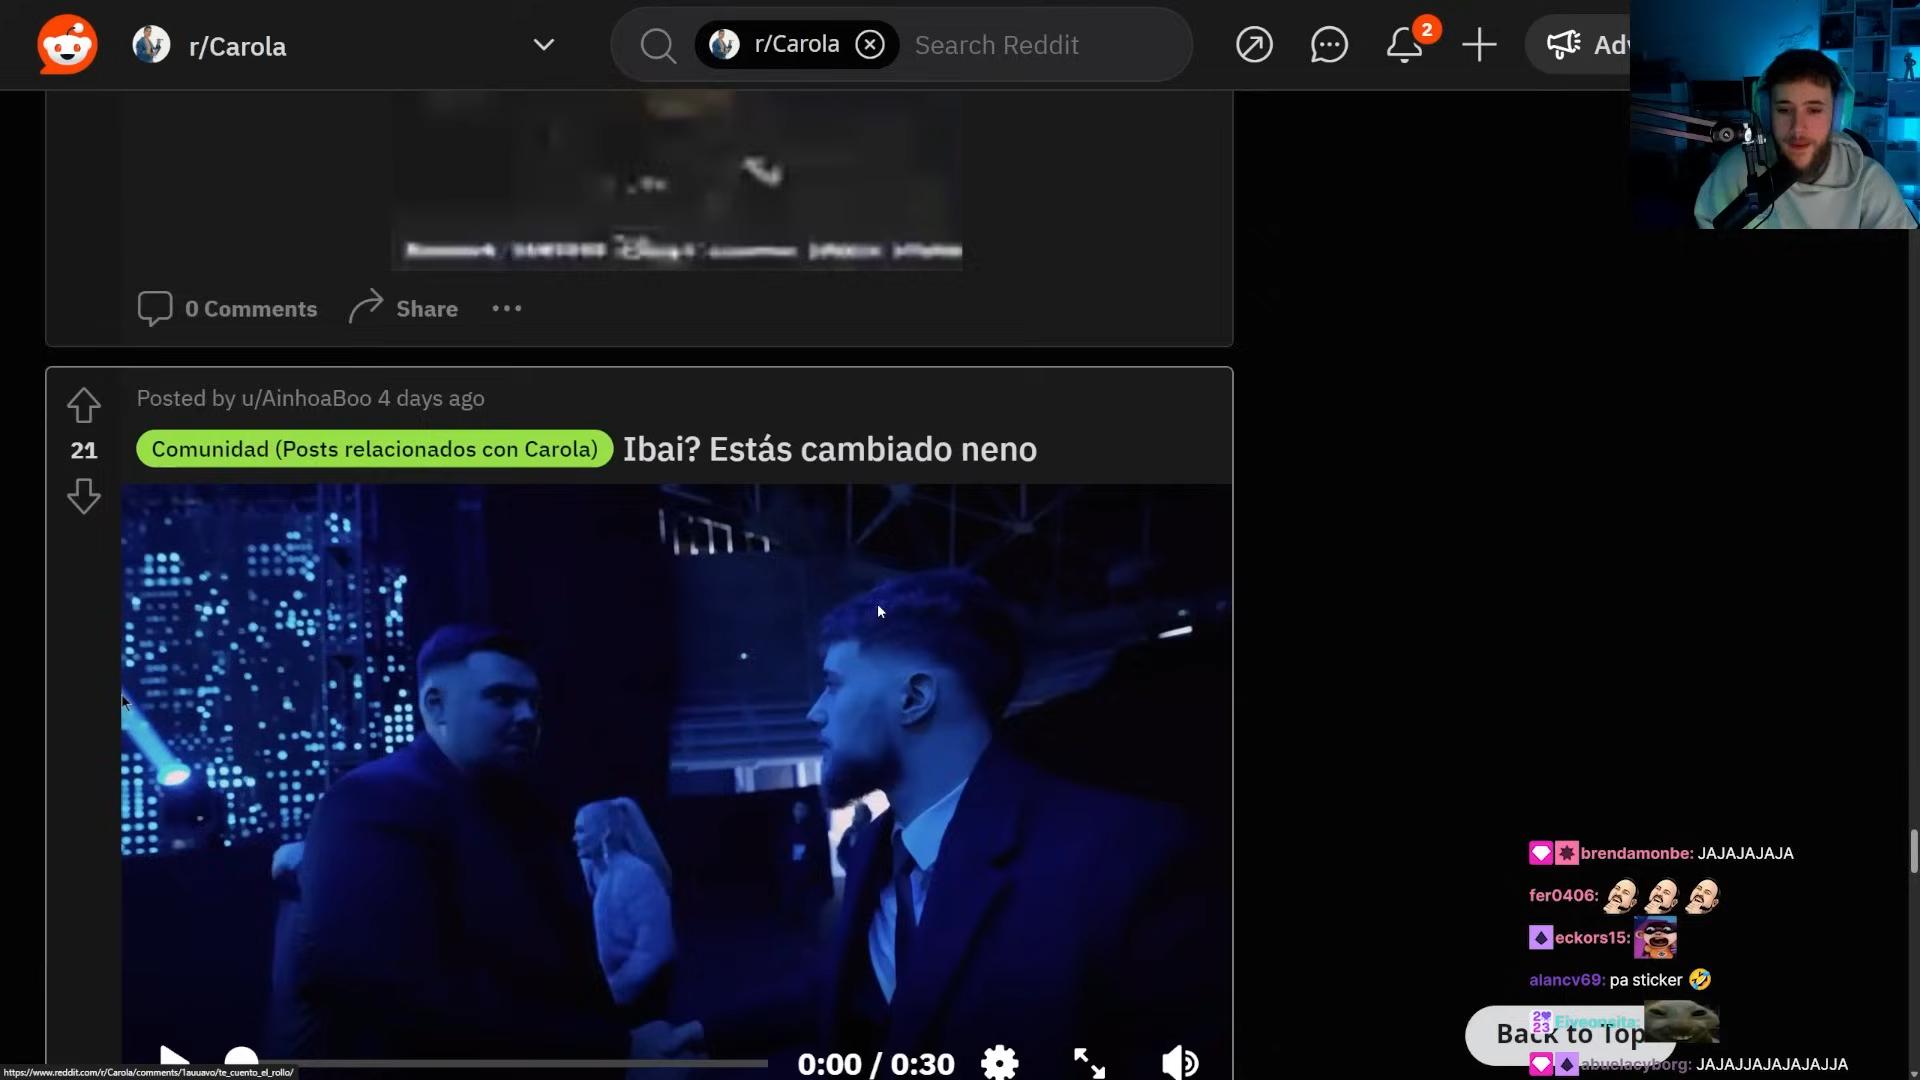 r/Carola
r/Carola
Search Reddit
2
Ad
0 Comments
Share
Posted by u/AinhoaBoo 4 days ago
21
Comunidad (Posts relacionados con Carola)
Ibai? Estás cambiado neno
brendamonbe: JAJAJAJAJA
fer0406:
eckors15:
alancv69: pa sticker 🤣
Back to Top
abuelacyborg: JAJAJJAJAJAJAJJA
0:00 / 0:30
https://www.reddit.com/r/Carola/comments/1auuavo/te_cuento_el_rollo/